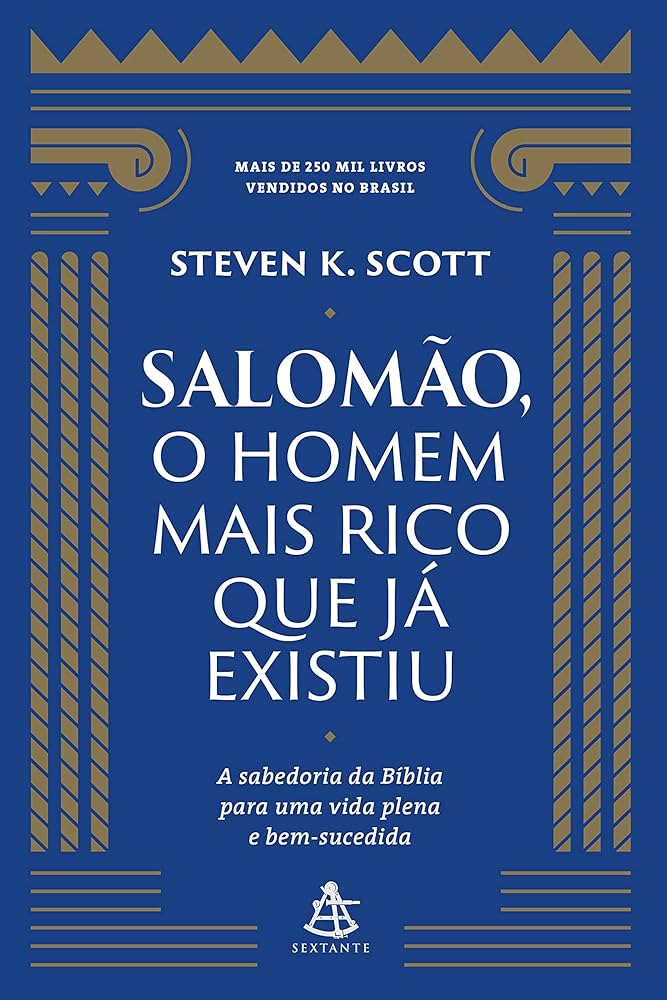 MAIS DE 250 MIL LIVROS
VENDIDOS NO BRASIL
STEVEN K. SCOTT
SALOMÃO,
O HOMEM
MAIS RICO
QUE JÁ
EXISTIU
A sabedoria da Bíblia
para uma vida plena
e bem-sucedida
SEXTANTE